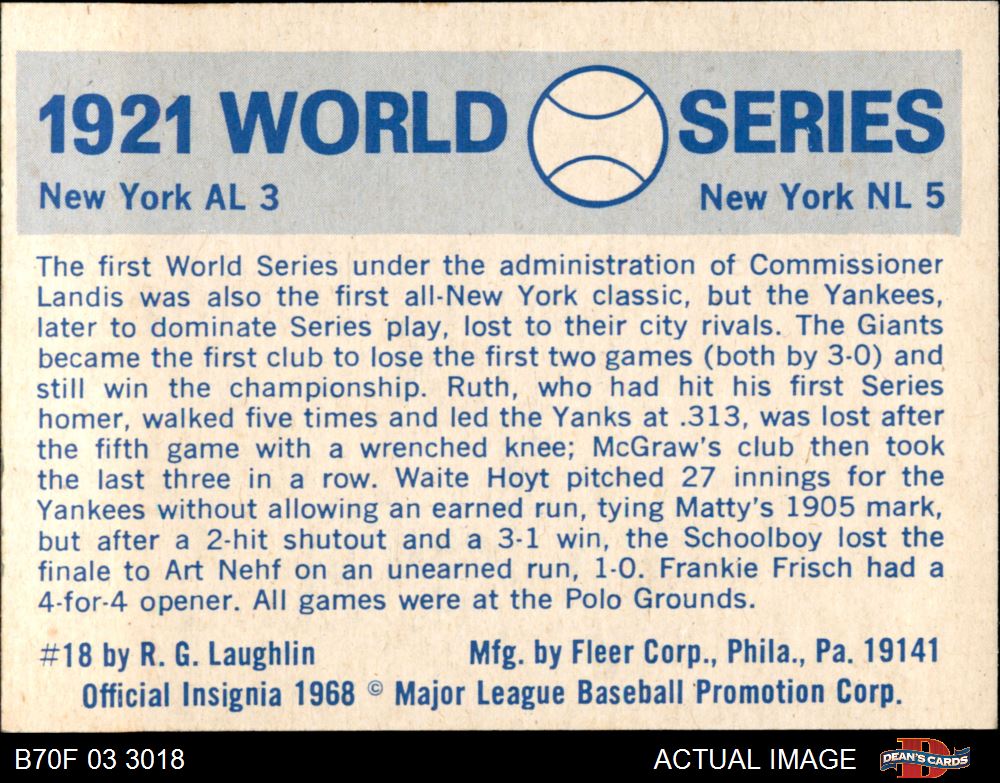 1921 WORLD SERIES
New York AL 3 New York NL 5
The first World Series under the administration of Commissioner
Landis was also the first all-New York classic, but the Yankees,
later to dominate Series play, lost to their city rivals. The Giants
became the first club to lose the first two games (both by 3-0) and
still win the championship. Ruth, who had hit his first Series
homer, walked five times and led the Yanks at .313, was lost after
the fifth game with a wrenched knee; McGraw's club then took
the last three in a row. Waite Hoyt pitched 27 innings for the
Yankees without allowing an earned run, tying Matty's 1905 mark,
but after a 2-hit shutout and a 3-1 win, the Schoolboy lost the
finale to Art Nehf on an unearned run, 1-0. Frankie Frisch had a
4-for-4 opener. All games were at the Polo Grounds.
#18 by R. G. Laughlin Mfg. by Fleer Corp., Phila., Pa. 19141
Official Insignia 1968 © Major League Baseball Promotion Corp.
B70F 03 3018 ACTUAL IMAGE DEAN'S CARDS